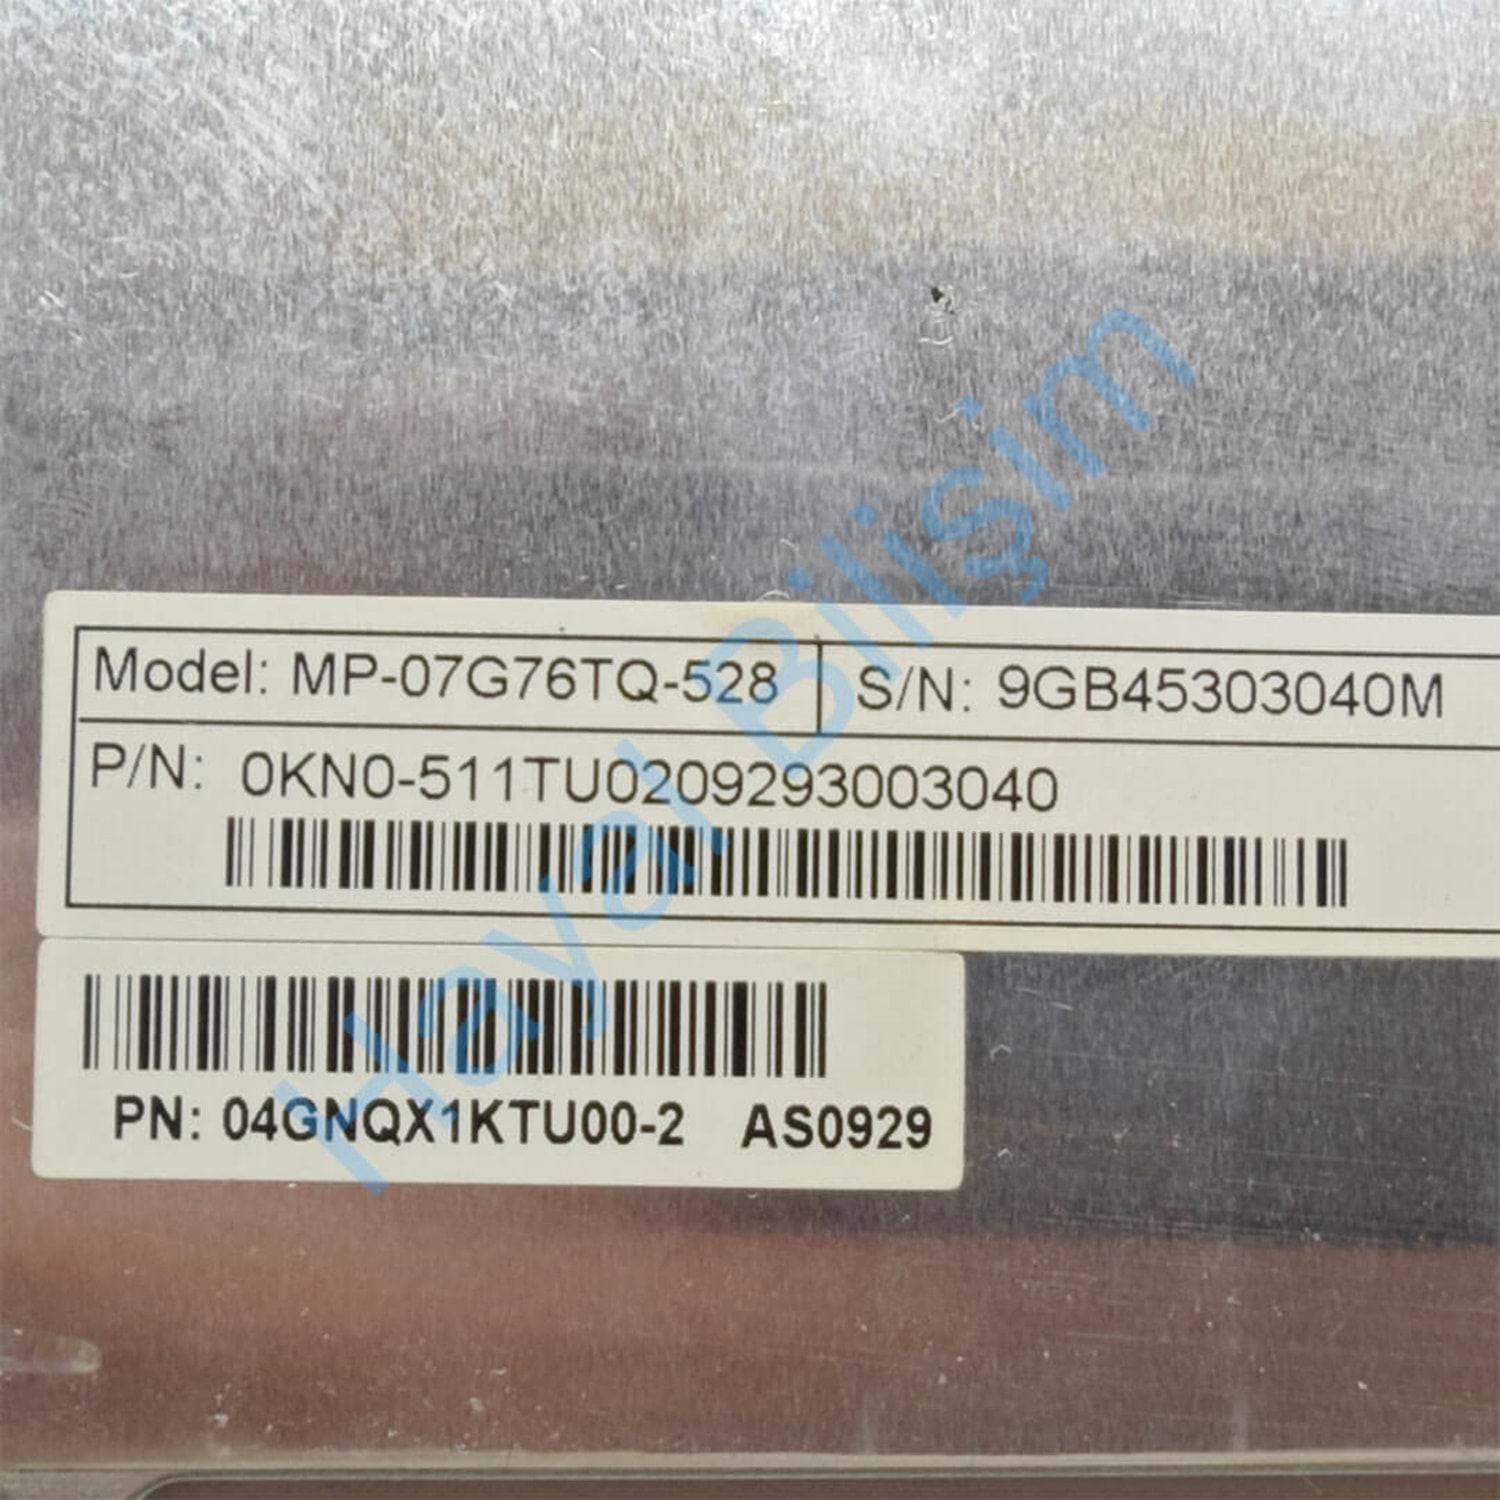 Model: MP-07G76TQ-528 S/N: 9GB45303040M
P/N: 0KN0-511TU0209293003040
PN: 04GNQX1KTU00-2 AS0929
Hayal Bilişim